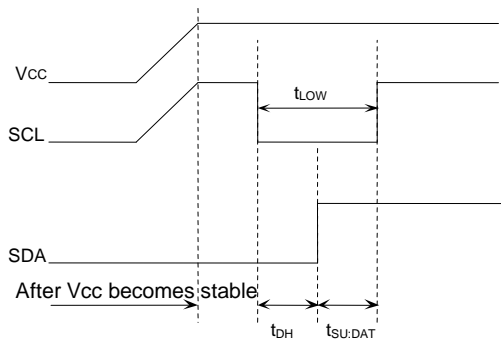 VCC
tLOW
SCL
SDA
After Vcc becomes stable
tDH
tSU:DAT